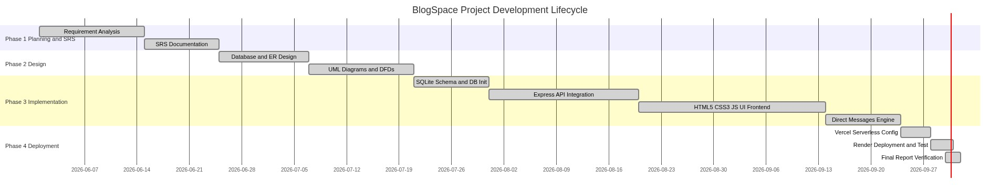 BlogSpace Project Development Lifecycle
Requirement Analysis
Phase 1 Planning and SRS
SRS Documentation
Database and ER Design
Phase 2 Design
UML Diagrams and DFDs
SQLite Schema and DB Init
Express API Integration
Phase 3 Implementation
HTML5 CSS3 JS UI Frontend
Direct Messages Engine
Vercel Serverless Config
Phase 4 Deployment
Render Deployment and Test
Final Report Verification
2026-06-07 2026-06-14 2026-06-21 2026-06-28 2026-07-05 2026-07-12 2026-07-19 2026-07-26 2026-08-02 2026-08-09 2026-08-16 2026-08-23 2026-08-30 2026-09-06 2026-09-13 2026-09-20 2026-09-27